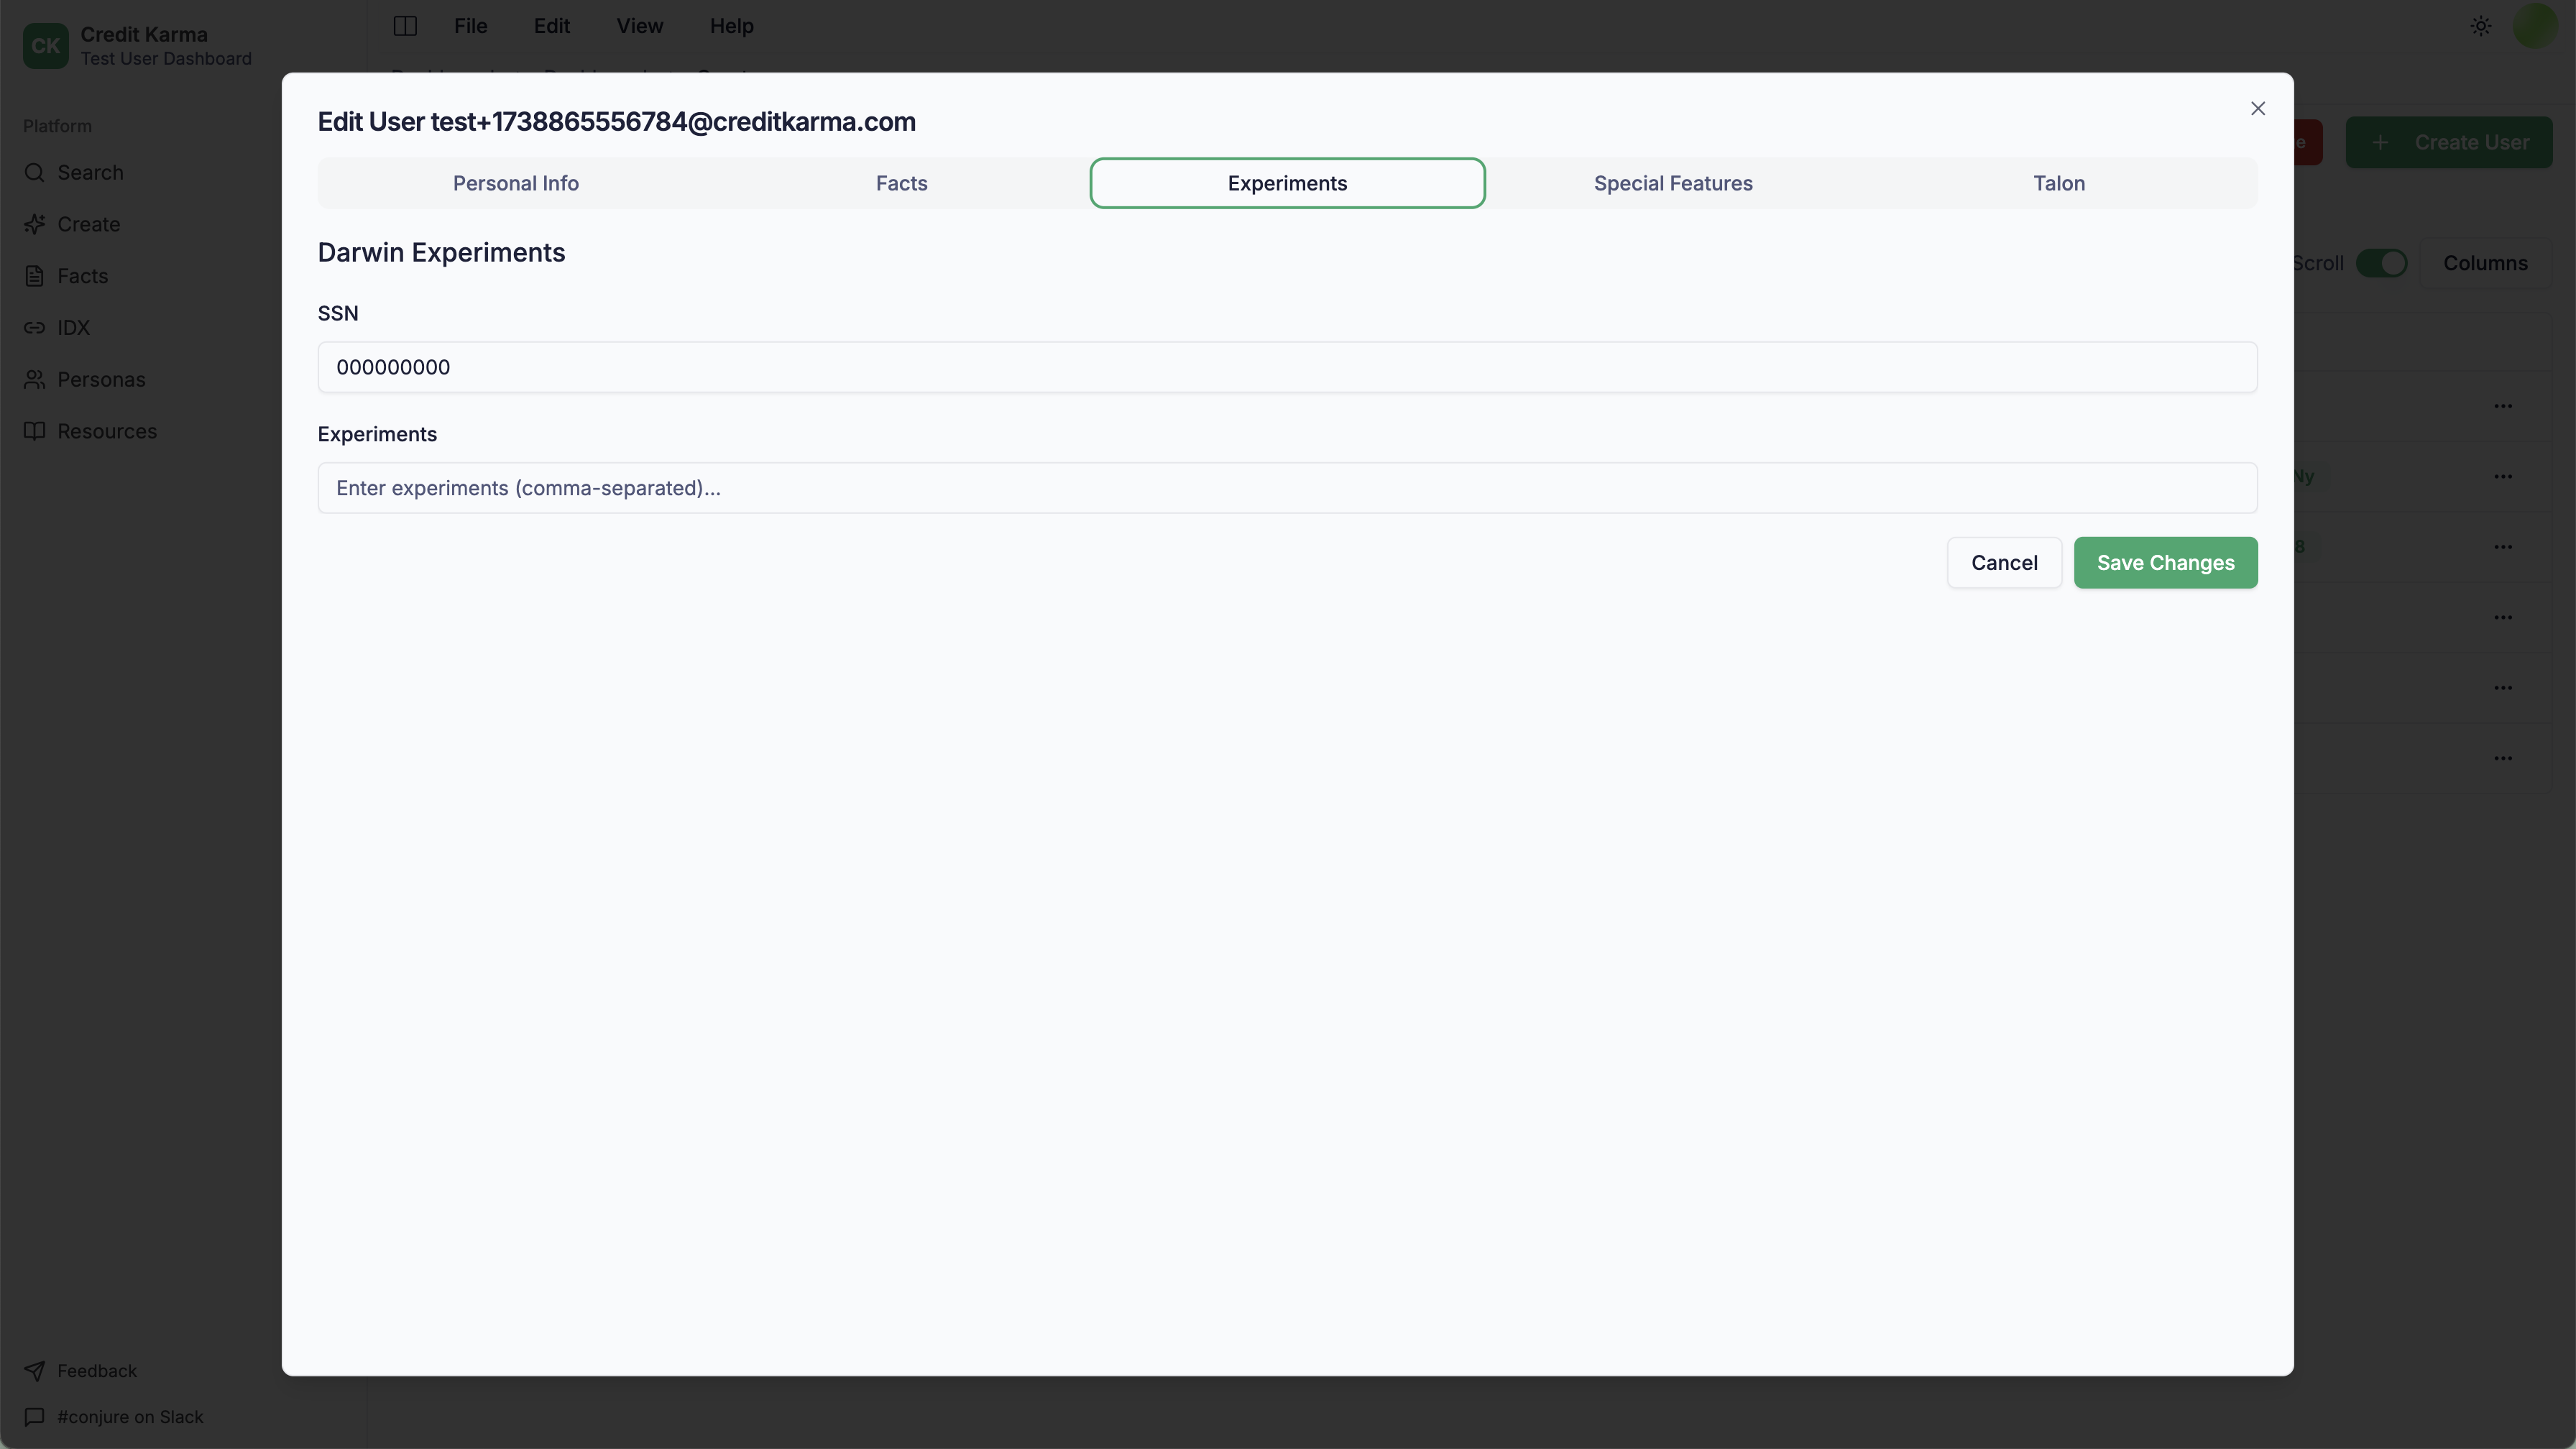 CK
Credit Karma
Test User Dashboard
File Edit View Help
Platform
Search
Create
Facts
IDX
Personas
Resources
Create User
Scroll
Columns
Ny
8
Edit User test+1738865556784@creditkarma.com
Personal Info Facts Experiments Special Features Talon
Darwin Experiments
SSN
000000000
Experiments
Enter experiments (comma-separated)...
Cancel Save Changes
Feedback
#conjure on Slack